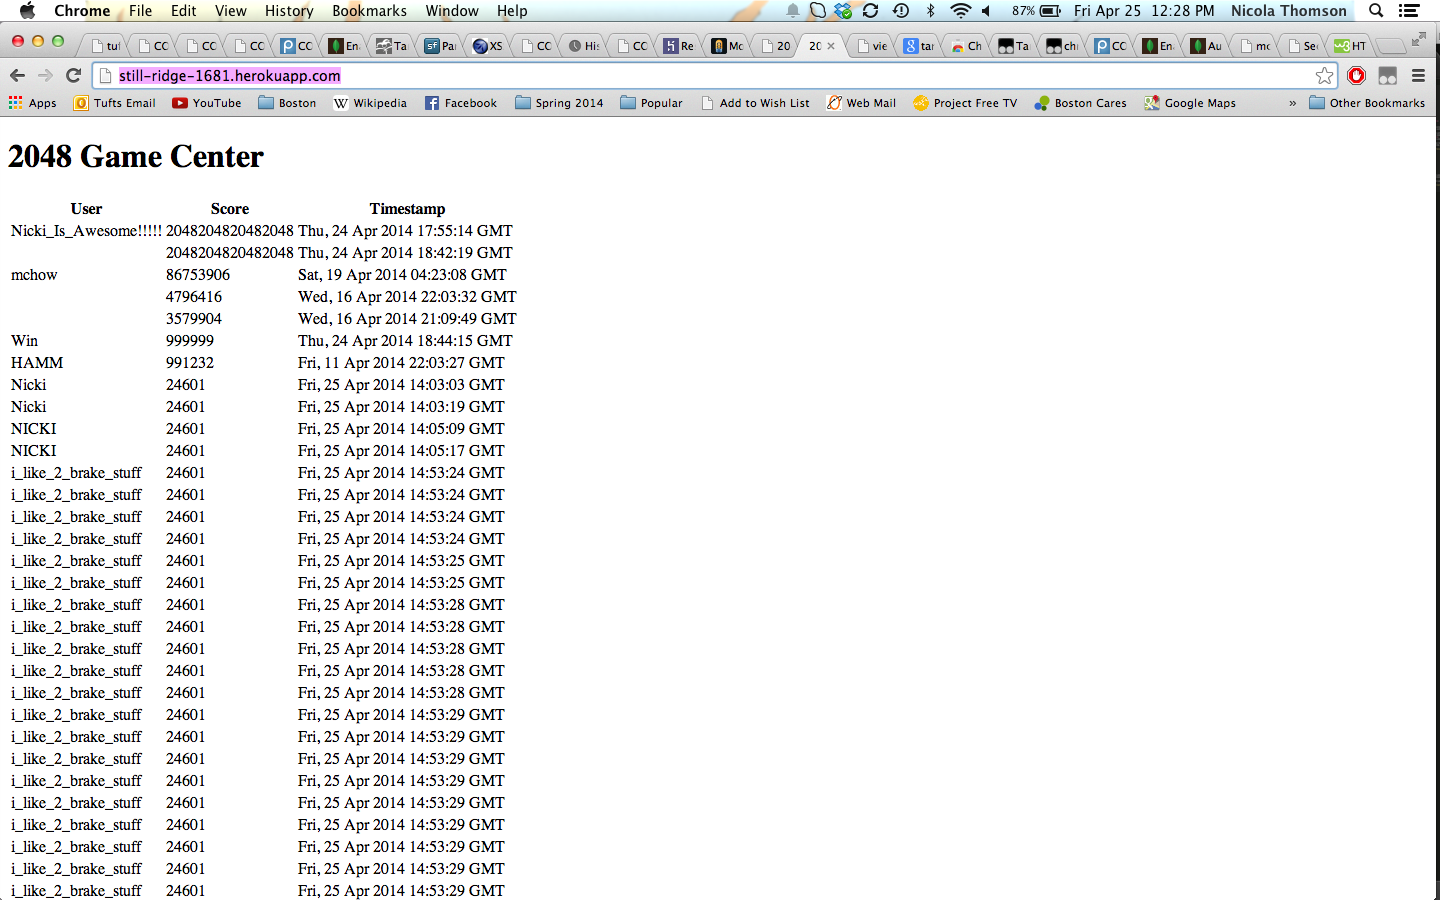 Chrome File Edit View History Bookmarks Window Help 87% Fri Apr 25 12:28 PM Nicola Thomson
tuf CC CC CC CC En Ta Pa XS CC His CC Re Mc 20 20 vie tar Ch Ta chr CC En Au mc Se HT
still-ridge-1681.herokuapp.com
Apps Tufts Email YouTube Boston Wikipedia Facebook Spring 2014 Popular Add to Wish List Web Mail Project Free TV Boston Cares Google Maps » Other Bookmarks
2048 Game Center
User Score Timestamp
Nicki_Is_Awesome!!!!! 2048204820482048 Thu, 24 Apr 2014 17:55:14 GMT
2048204820482048 Thu, 24 Apr 2014 18:42:19 GMT
mchow 86753906 Sat, 19 Apr 2014 04:23:08 GMT
4796416 Wed, 16 Apr 2014 22:03:32 GMT
3579904 Wed, 16 Apr 2014 21:09:49 GMT
Win 999999 Thu, 24 Apr 2014 18:44:15 GMT
HAMM 991232 Fri, 11 Apr 2014 22:03:27 GMT
Nicki 24601 Fri, 25 Apr 2014 14:03:03 GMT
Nicki 24601 Fri, 25 Apr 2014 14:03:19 GMT
NICKI 24601 Fri, 25 Apr 2014 14:05:09 GMT
NICKI 24601 Fri, 25 Apr 2014 14:05:17 GMT
i_like_2_brake_stuff 24601 Fri, 25 Apr 2014 14:53:24 GMT
i_like_2_brake_stuff 24601 Fri, 25 Apr 2014 14:53:24 GMT
i_like_2_brake_stuff 24601 Fri, 25 Apr 2014 14:53:24 GMT
i_like_2_brake_stuff 24601 Fri, 25 Apr 2014 14:53:24 GMT
i_like_2_brake_stuff 24601 Fri, 25 Apr 2014 14:53:25 GMT
i_like_2_brake_stuff 24601 Fri, 25 Apr 2014 14:53:25 GMT
i_like_2_brake_stuff 24601 Fri, 25 Apr 2014 14:53:28 GMT
i_like_2_brake_stuff 24601 Fri, 25 Apr 2014 14:53:28 GMT
i_like_2_brake_stuff 24601 Fri, 25 Apr 2014 14:53:28 GMT
i_like_2_brake_stuff 24601 Fri, 25 Apr 2014 14:53:28 GMT
i_like_2_brake_stuff 24601 Fri, 25 Apr 2014 14:53:28 GMT
i_like_2_brake_stuff 24601 Fri, 25 Apr 2014 14:53:29 GMT
i_like_2_brake_stuff 24601 Fri, 25 Apr 2014 14:53:29 GMT
i_like_2_brake_stuff 24601 Fri, 25 Apr 2014 14:53:29 GMT
i_like_2_brake_stuff 24601 Fri, 25 Apr 2014 14:53:29 GMT
i_like_2_brake_stuff 24601 Fri, 25 Apr 2014 14:53:29 GMT
i_like_2_brake_stuff 24601 Fri, 25 Apr 2014 14:53:29 GMT
i_like_2_brake_stuff 24601 Fri, 25 Apr 2014 14:53:29 GMT
i_like_2_brake_stuff 24601 Fri, 25 Apr 2014 14:53:29 GMT
i_like_2_brake_stuff 24601 Fri, 25 Apr 2014 14:53:29 GMT